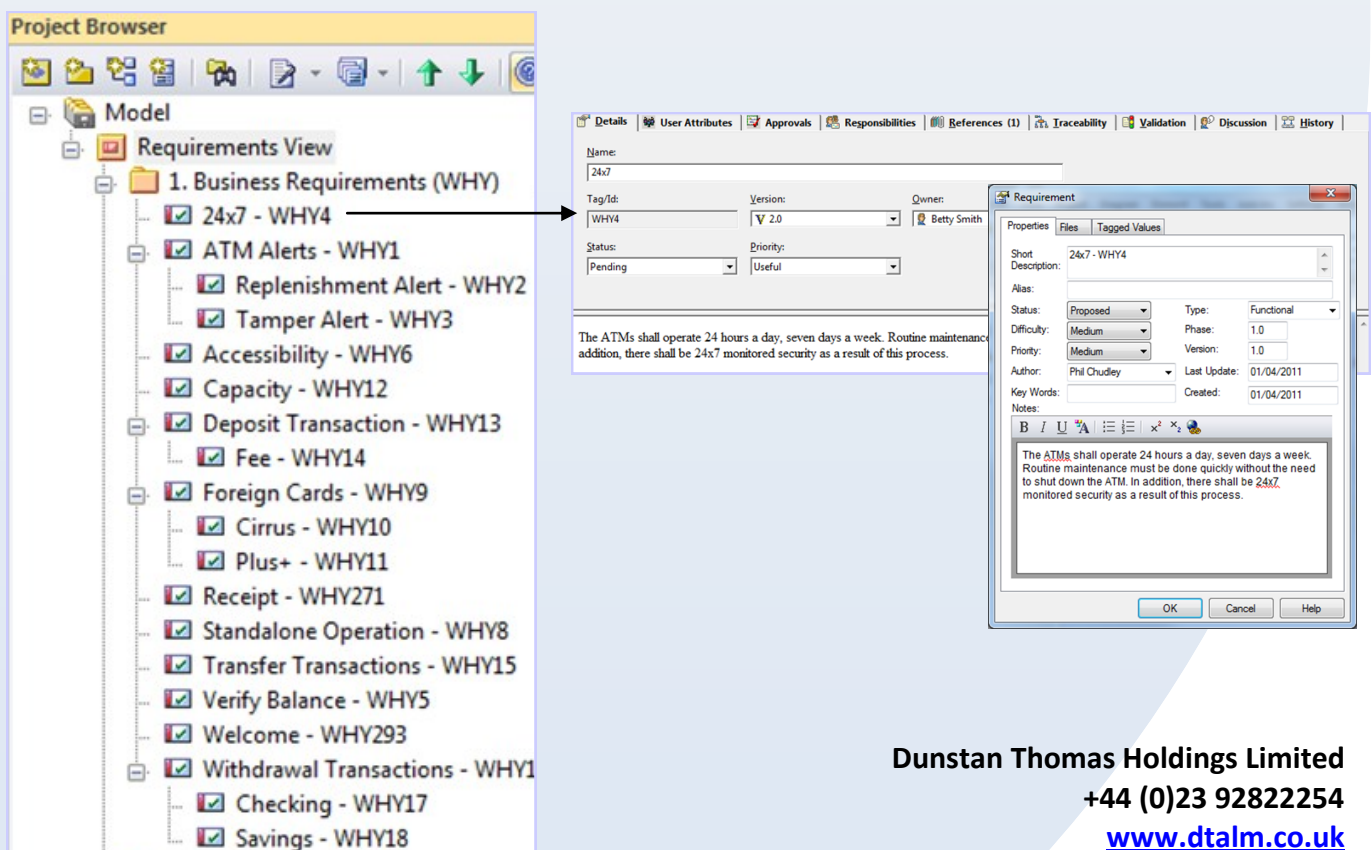 Project Browser
Model
Requirements View
1. Business Requirements (WHY)
24x7 - WHY4
ATM Alerts - WHY1
Replenishment Alert - WHY2
Tamper Alert - WHY3
Accessibility - WHY6
Capacity - WHY12
Deposit Transaction - WHY13
Fee - WHY14
Foreign Cards - WHY9
Cirrus - WHY10
Plus+ - WHY11
Receipt - WHY271
Standalone Operation - WHY8
Transfer Transactions - WHY15
Verify Balance - WHY5
Welcome - WHY293
Withdrawal Transactions - WHY1
Checking - WHY17
Savings - WHY18
Details User Attributes Approvals Responsibilities References (1) Traceability Validation Discussion History
Name:
24x7
Tag/Id: Version: Owner:
WHY4 V 2.0 Betty Smith
Status: Priority:
Pending Useful
The ATMs shall operate 24 hours a day, seven days a week. Routine maintenance
addition, there shall be 24x7 monitored security as a result of this process.
Requirement
Properties Files Tagged Values
Short Description: 24x7 - WHY4
Alias:
Status: Proposed Type: Functional
Difficulty: Medium Phase: 1.0
Priority: Medium Version: 1.0
Author: Phil Chudley Last Update: 01/04/2011
Key Words: Created: 01/04/2011
Notes:
B I U A x² x₂
The ATMs shall operate 24 hours a day, seven days a week.
Routine maintenance must be done quickly without the need
to shut down the ATM. In addition, there shall be 24x7
monitored security as a result of this process.
OK Cancel Help
Dunstan Thomas Holdings Limited
+44 (0)23 92822254
www.dtalm.co.uk